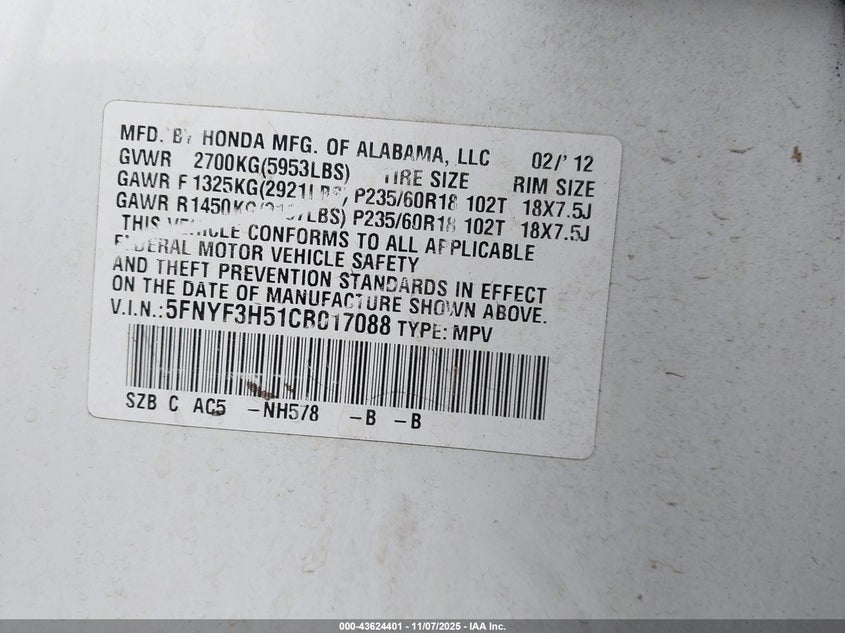 MFD. BY HONDA MFG. OF ALABAMA, LLC 02/'12
GVWR 2700KG(5953LBS) TIRE SIZE RIM SIZE
GAWR F 1325KG(2921LBS) P235/60R18 102T 18X7.5J
GAWR R1450KG( LBS) P235/60R18 102T 18X7.5J
THIS VEHICLE CONFORMS TO ALL APPLICABLE
FEDERAL MOTOR VEHICLE SAFETY
AND THEFT PREVENTION STANDARDS IN EFFECT
ON THE DATE OF MANUFACTURE SHOWN ABOVE.
V.I.N.:5FNYF3H51CB017088 TYPE: MPV
SZB C AC5 -NH578 -B -B
000-43624401 - 11/07/2025 - IAA Inc.